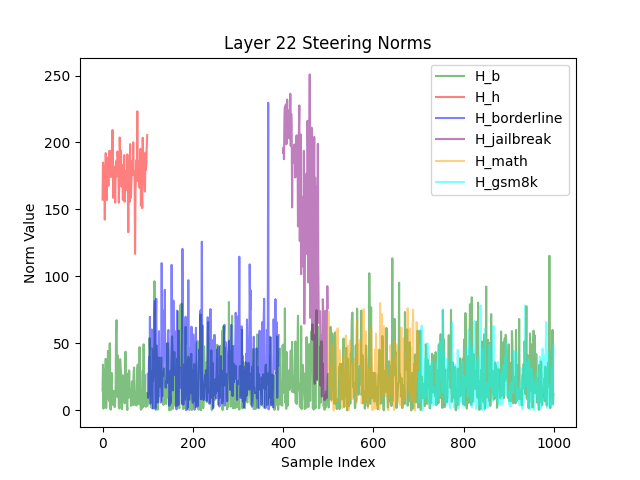 Layer 22 Steering Norms
H_b
H_h
H_borderline
H_jailbreak
H_math
H_gsm8k
Norm Value
250
200
150
100
50
0
0
200
400
600
800
1000
Sample Index